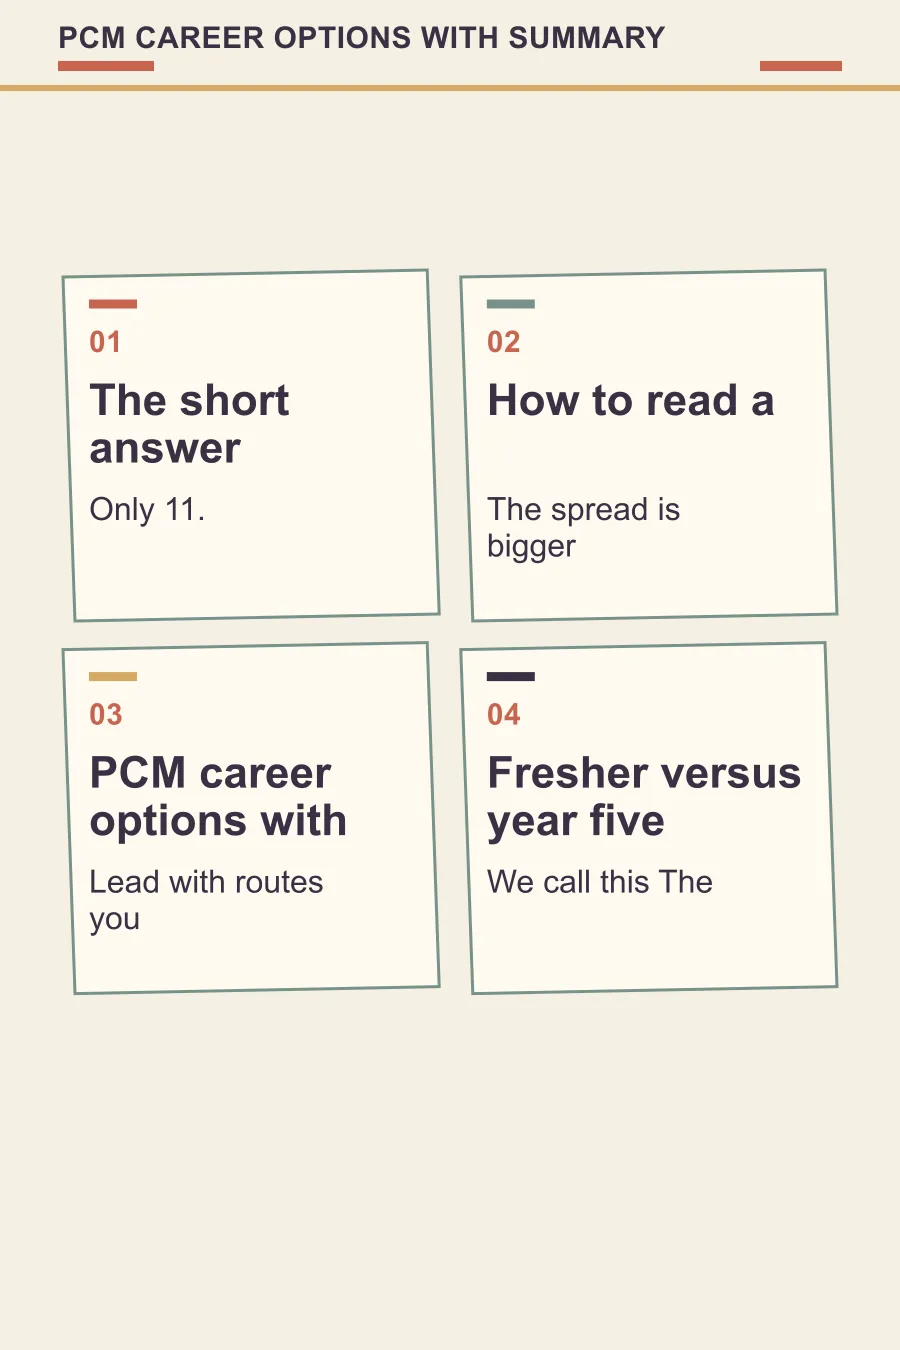 PCM CAREER OPTIONS WITH SUMMARY
01
The short
answer
Only 11.
02
How to read a
The spread is
bigger
03
PCM career
options with
Lead with routes
you
04
Fresher versus
year five
We call this The